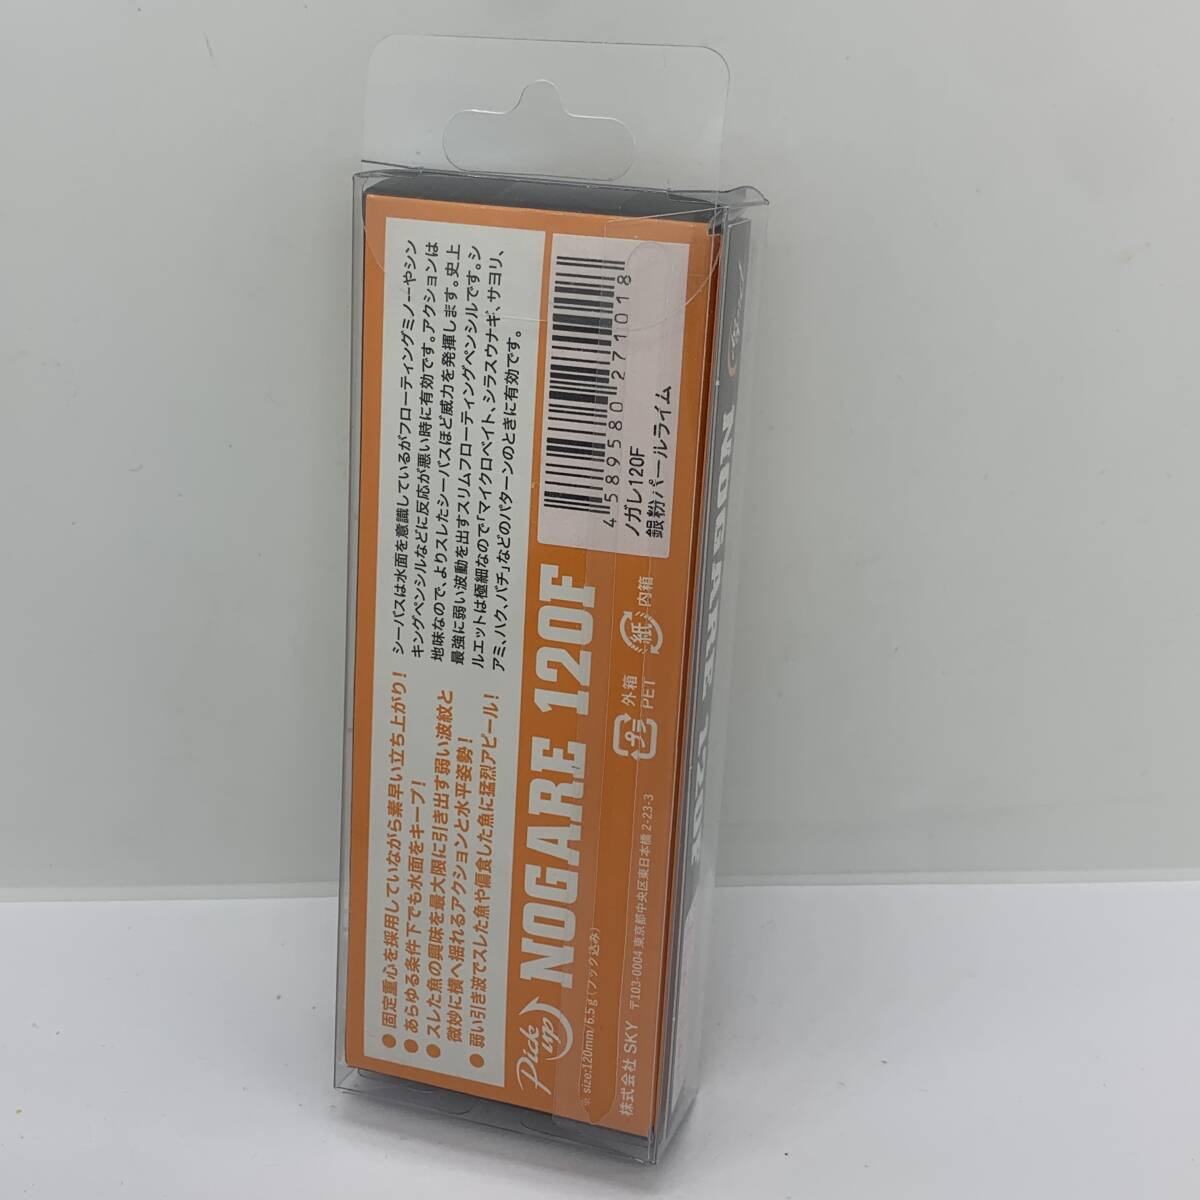 ● 固定重心を採用していながら素早い立ち上がり！
● あらゆる条件下でも水面をキープ！
● スレた魚の興味を最大限に引き出す弱い波紋と
微妙に横へ揺れるアクションと水平姿勢！
● 弱い引き波でスレた魚や偏食した魚に猛烈アピール！
シーバスは水面を意識しているがフローティングミノーやシン
キングペンシルなどに反応が悪い時に有効です。アクションは
地味なので、よりスレたシーバスほど威力を発揮します。史上
最強に弱い波動を出すスリムフローティングペンシルです。シ
ルエットは極細なので「マイクロベイト、シラスウナギ、サヨリ、
アミ、ハク、バチ」などのパターンのときに有効です。
Pick up
NOGARE 120F
※ size:120mm/6.5g（フック込み）
株式会社 SKY 〒103-0004 東京都中央区東日本橋 2-23-3
外箱
PET
紙
内箱
4 589580 271018
ノガレ120F
銀粉パールライム
NOGARE 120F